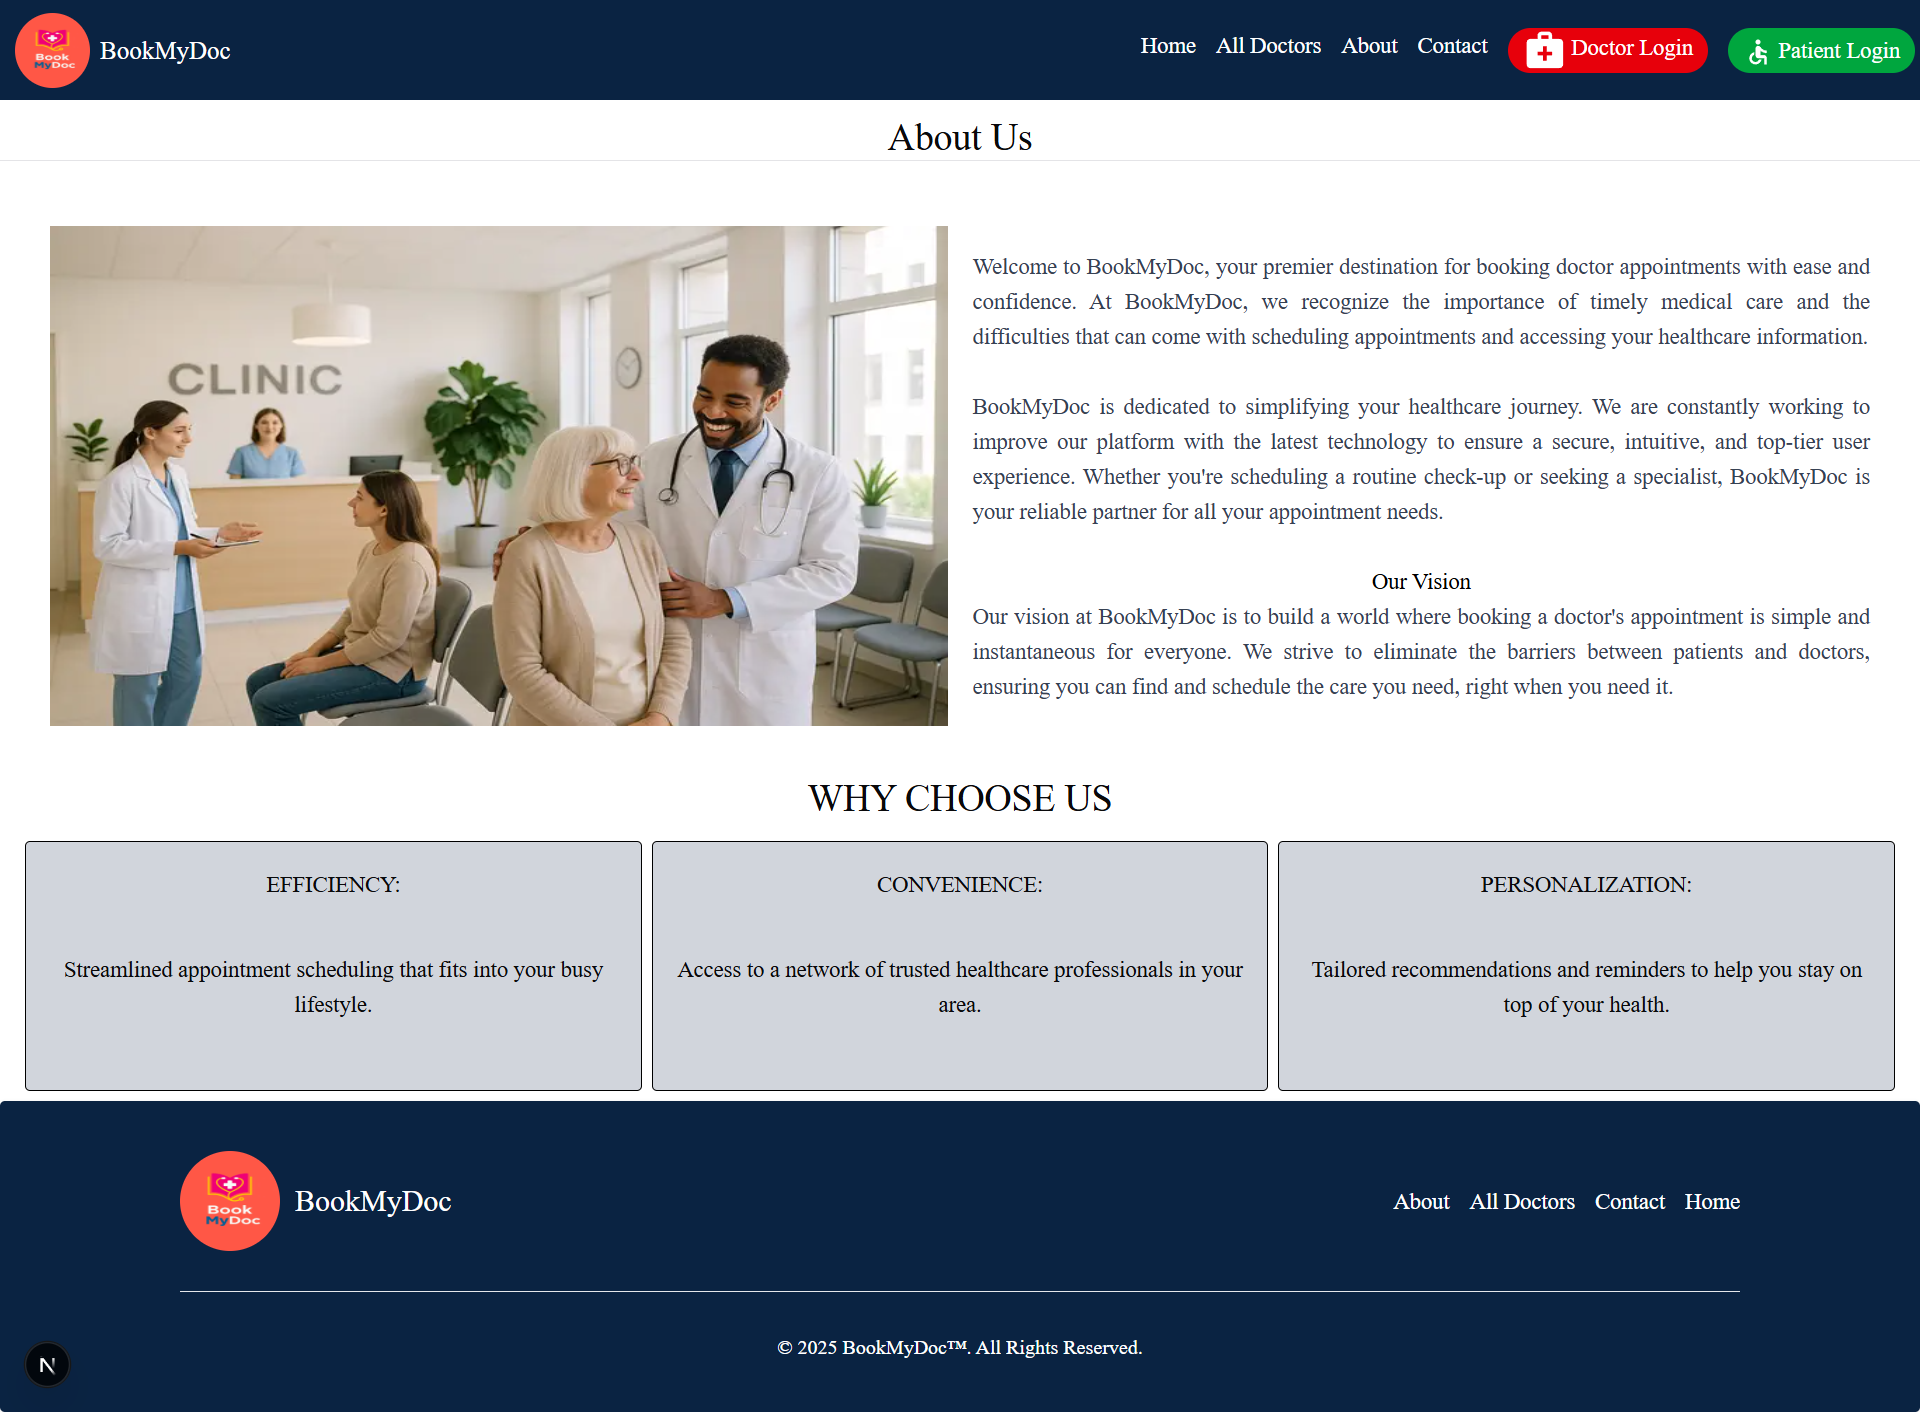 Book
MyDoc
BookMyDoc
Home All Doctors About Contact Doctor Login Patient Login
About Us
CLINIC
Welcome to BookMyDoc, your premier destination for booking doctor appointments with ease and
confidence. At BookMyDoc, we recognize the importance of timely medical care and the
difficulties that can come with scheduling appointments and accessing your healthcare information.
BookMyDoc is dedicated to simplifying your healthcare journey. We are constantly working to
improve our platform with the latest technology to ensure a secure, intuitive, and top-tier user
experience. Whether you're scheduling a routine check-up or seeking a specialist, BookMyDoc is
your reliable partner for all your appointment needs.
Our Vision
Our vision at BookMyDoc is to build a world where booking a doctor's appointment is simple and
instantaneous for everyone. We strive to eliminate the barriers between patients and doctors,
ensuring you can find and schedule the care you need, right when you need it.
WHY CHOOSE US
EFFICIENCY:
Streamlined appointment scheduling that fits into your busy
lifestyle.
CONVENIENCE:
Access to a network of trusted healthcare professionals in your
area.
PERSONALIZATION:
Tailored recommendations and reminders to help you stay on
top of your health.
Book
MyDoc
BookMyDoc
About All Doctors Contact Home
© 2025 BookMyDoc™. All Rights Reserved.
N